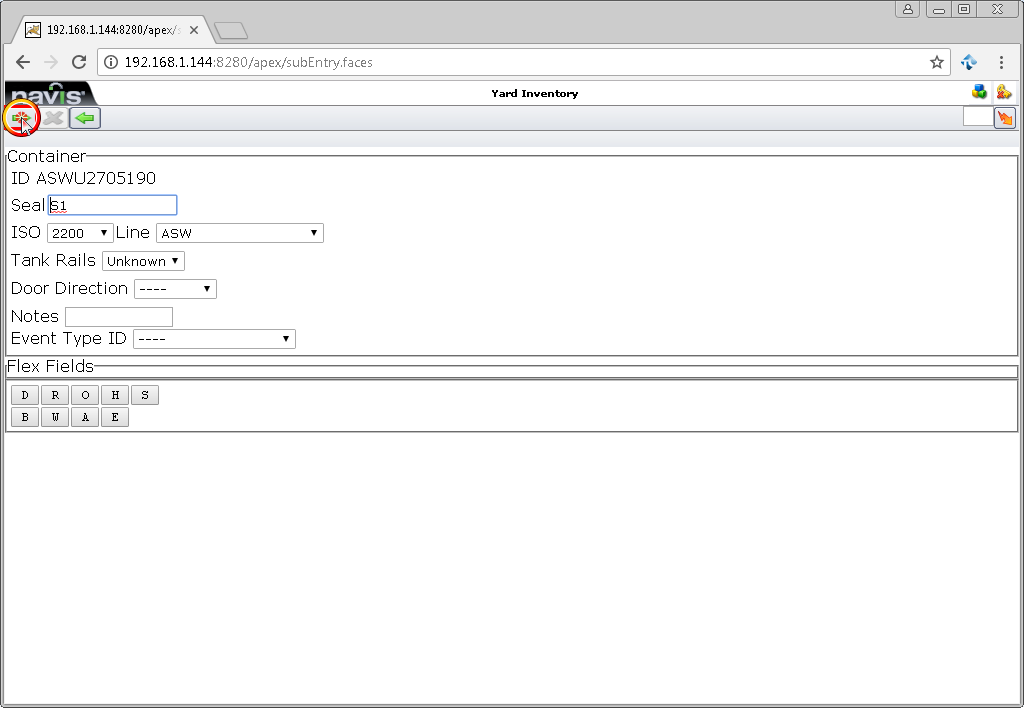 192.168.1.144:8280/apex/s
192.168.1.144:8280/apex/subEntry.faces
navis
Yard Inventory
Container
ID ASWU2705190
Seal S1
ISO 2200 Line ASW
Tank Rails Unknown
Door Direction ----
Notes
Event Type ID ----
Flex Fields
D R O H S
B W A E